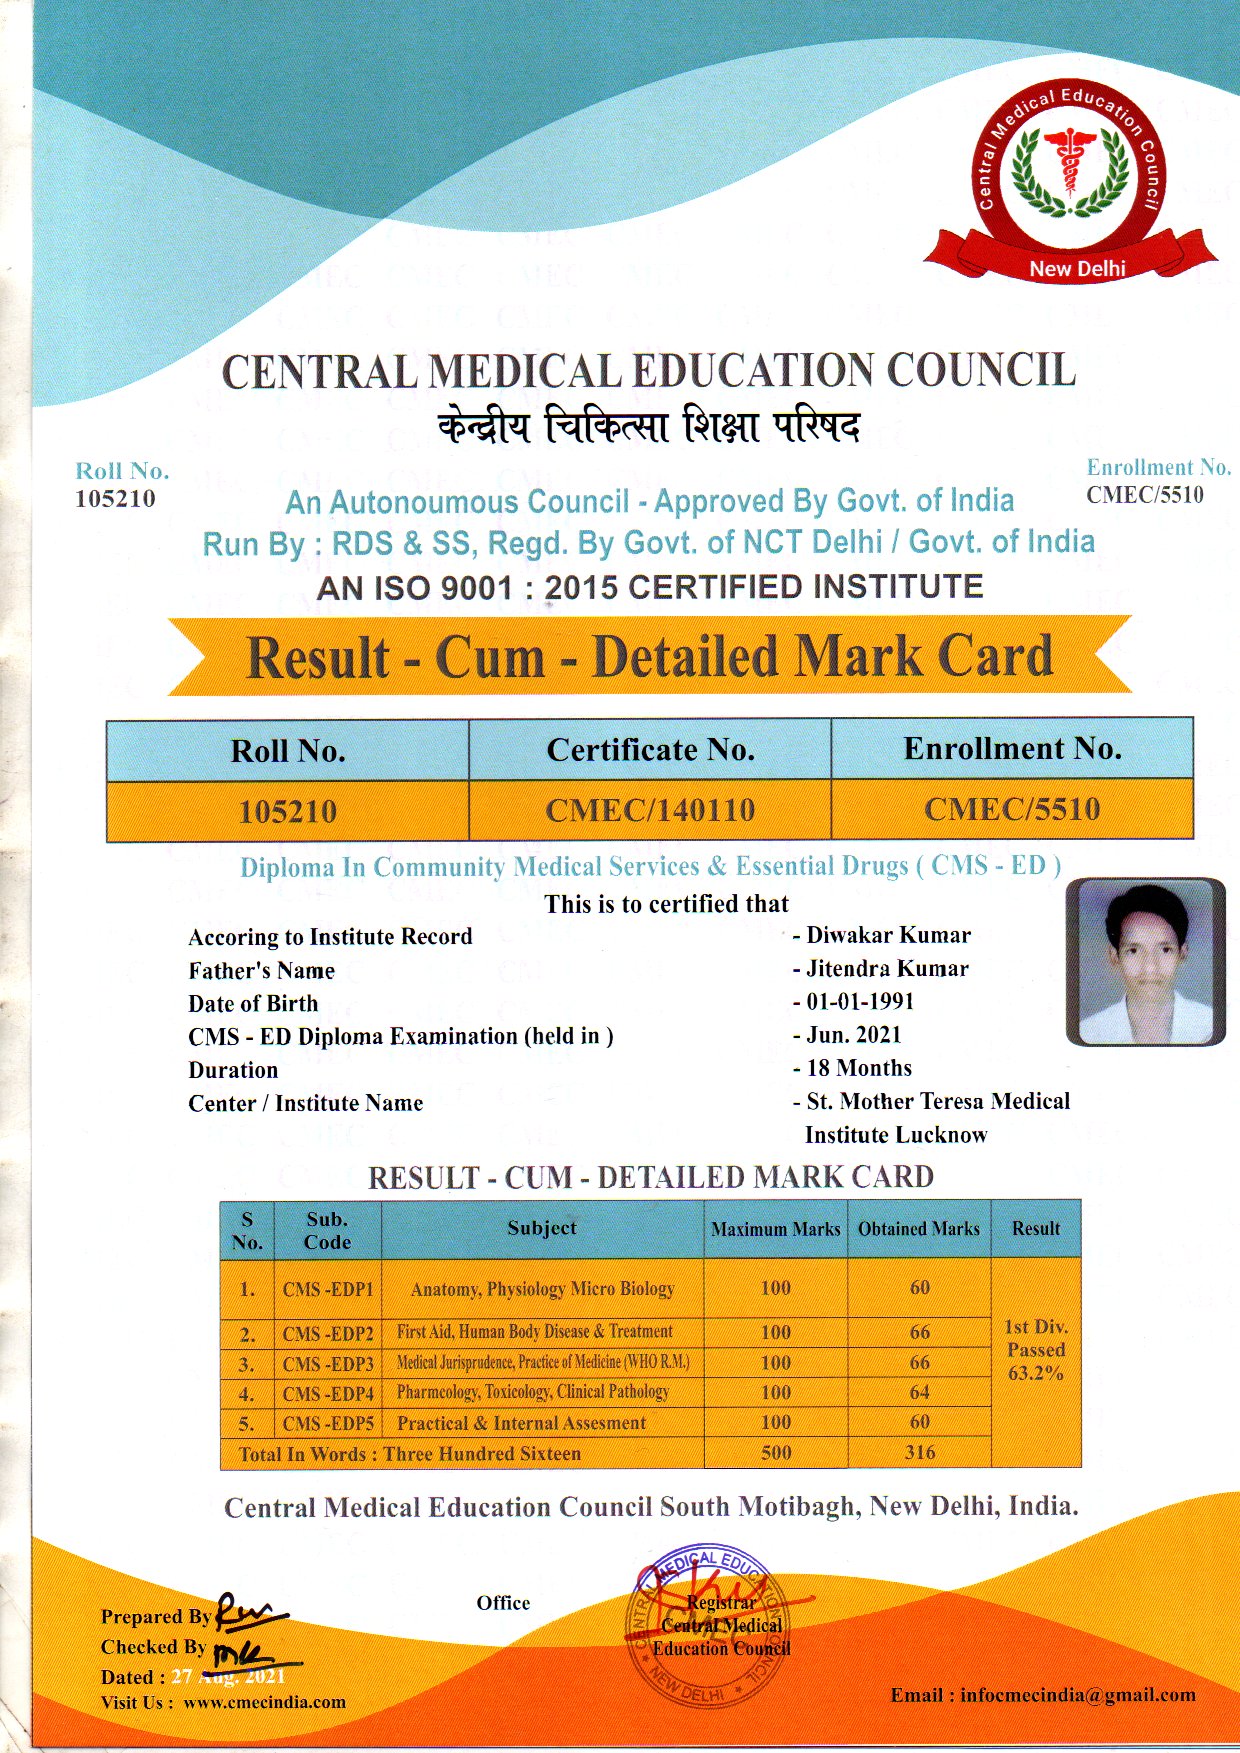 Central Medical Education Council
New Delhi
CENTRAL MEDICAL EDUCATION COUNCIL
केन्द्रीय चिकित्सा शिक्षा परिषद
Roll No.
105210
Enrollment No.
CMEC/5510
An Autonoumous Council - Approved By Govt. of India
Run By : RDS & SS, Regd. By Govt. of NCT Delhi / Govt. of India
AN ISO 9001 : 2015 CERTIFIED INSTITUTE
Result - Cum - Detailed Mark Card
Roll No. Certificate No. Enrollment No.
105210 CMEC/140110 CMEC/5510
Diploma In Community Medical Services & Essential Drugs ( CMS - ED )
This is to certified that
Accoring to Institute Record - Diwakar Kumar
Father's Name - Jitendra Kumar
Date of Birth - 01-01-1991
CMS - ED Diploma Examination (held in ) - Jun. 2021
Duration - 18 Months
Center / Institute Name - St. Mother Teresa Medical
Institute Lucknow
RESULT - CUM - DETAILED MARK CARD
S No. Sub. Code Subject Maximum Marks Obtained Marks Result
1. CMS -EDP1 Anatomy, Physiology Micro Biology 100 60
2. CMS -EDP2 First Aid, Human Body Disease & Treatment 100 66
3. CMS -EDP3 Medical Jurisprudence, Practice of Medicine (WHO R.M.) 100 66
4. CMS -EDP4 Pharmcology, Toxicology, Clinical Pathology 100 64
5. CMS -EDP5 Practical & Internal Assesment 100 60
Total In Words : Three Hundred Sixteen 500 316
1st Div.
Passed
63.2%
Central Medical Education Council South Motibagh, New Delhi, India.
Prepared By
Checked By
Dated : 27 Aug. 2021
Visit Us : www.cmecindia.com
Office
CENTRAL MEDICAL EDUCATION COUNCIL
CMEC
NEW DELHI
Registrar
Central Medical
Education Council
Email : infocmecindia@gmail.com